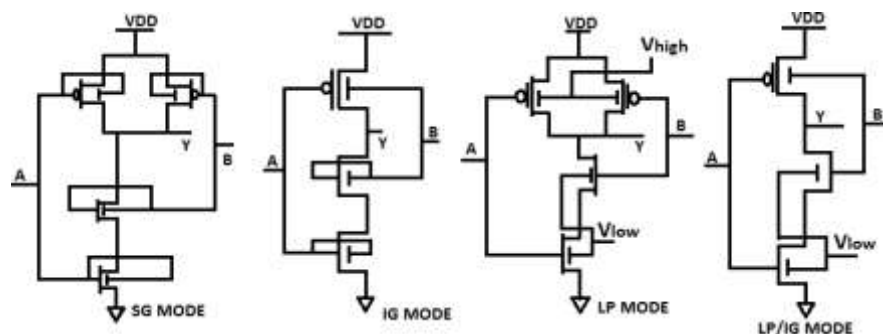 VDD
A
Y
B
SG MODE
VDD
A
Y
B
IG MODE
VDD
Vhigh
A
Y
B
Vlow
LP MODE
VDD
A
Y
B
Vlow
LP/IG MODE